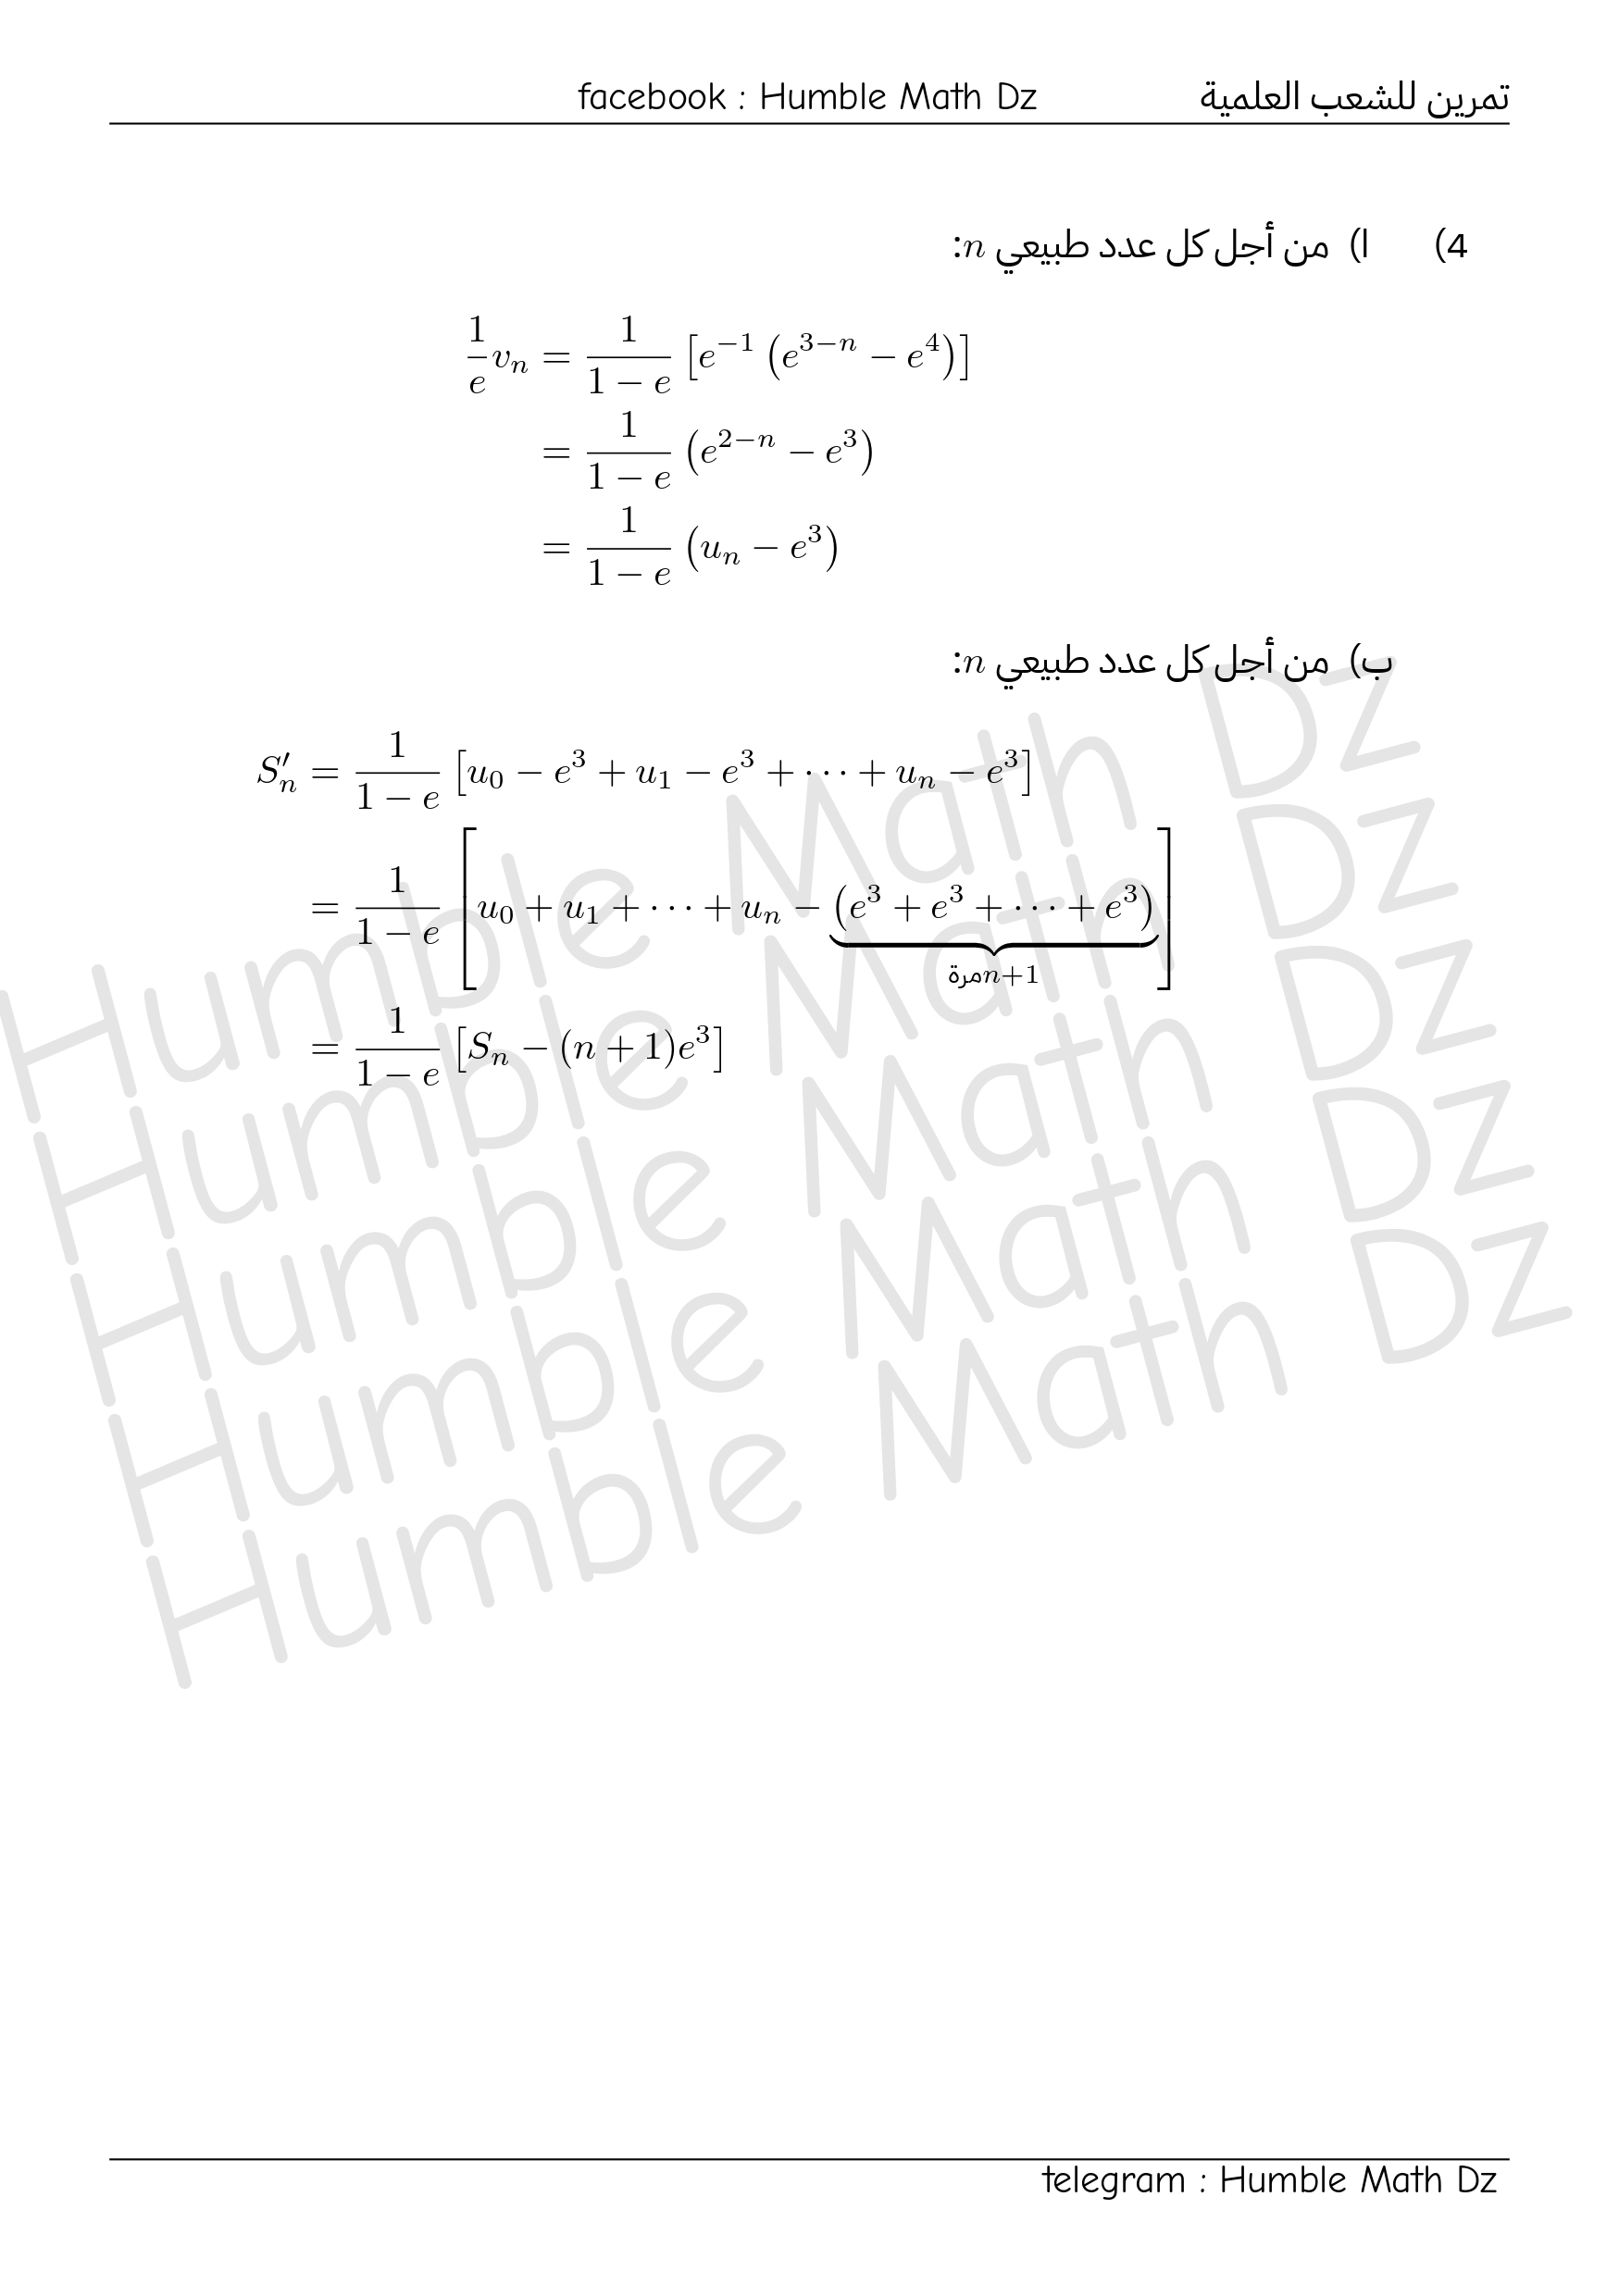 تمرين للشعب العلمية facebook : Humble Math Dz
4) ا) من أجل كل عدد طبيعي n:
\frac{1}{e}v_n = \frac{1}{1-e}\left[e^{-1}\left(e^{3-n} - e^4\right)\right]
= \frac{1}{1-e}\left(e^{2-n} - e^3\right)
= \frac{1}{1-e}\left(u_n - e^3\right)
ب) من أجل كل عدد طبيعي n:
S'_n = \frac{1}{1-e}\left[u_0 - e^3 + u_1 - e^3 + \cdots + u_n - e^3\right]
= \frac{1}{1-e}\left[u_0 + u_1 + \cdots + u_n - \underbrace{\left(e^3 + e^3 + \cdots + e^3\right)}_{n+1 مرة}\right]
= \frac{1}{1-e}\left[S_n - (n+1)e^3\right]
Humble Math Dz
Humble Math Dz
Humble Math Dz
Humble Math Dz
Humble Math Dz
telegram : Humble Math Dz